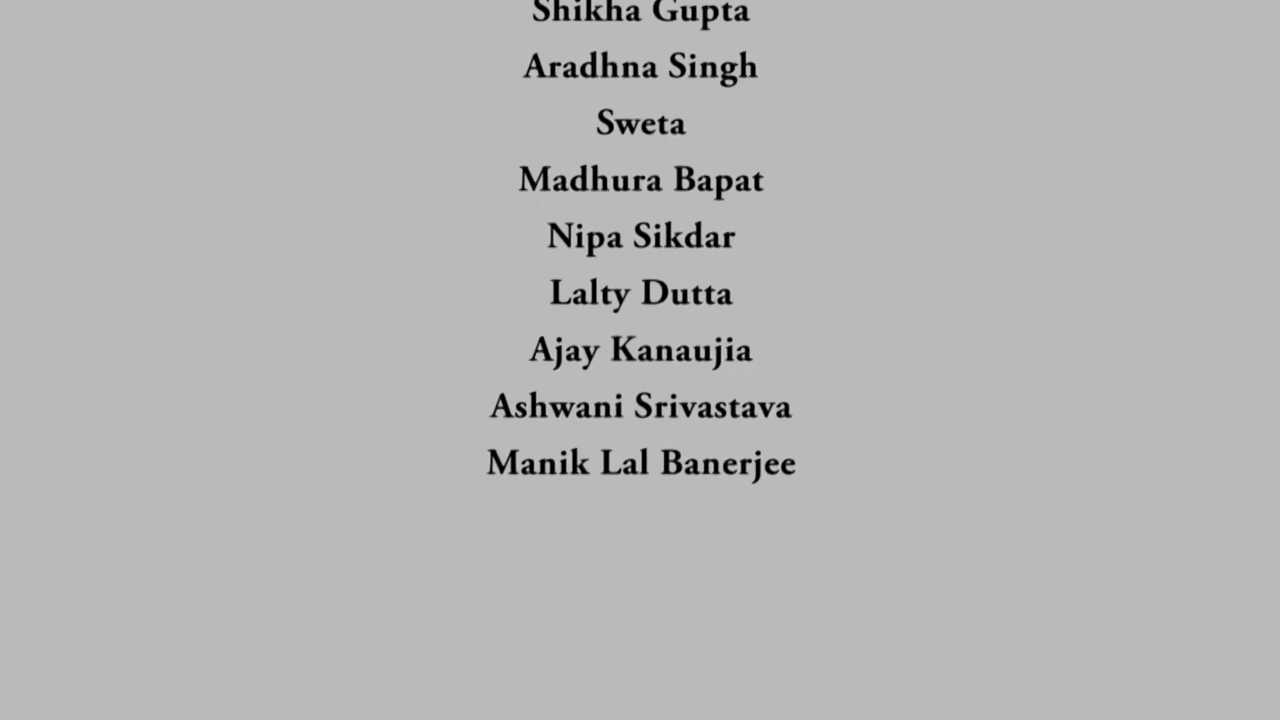 Shikha Gupta
Aradhna Singh
Sweta
Madhura Bapat
Nipa Sikdar
Lalty Dutta
Ajay Kanaujia
Ashwani Srivastava
Manik Lal Banerjee